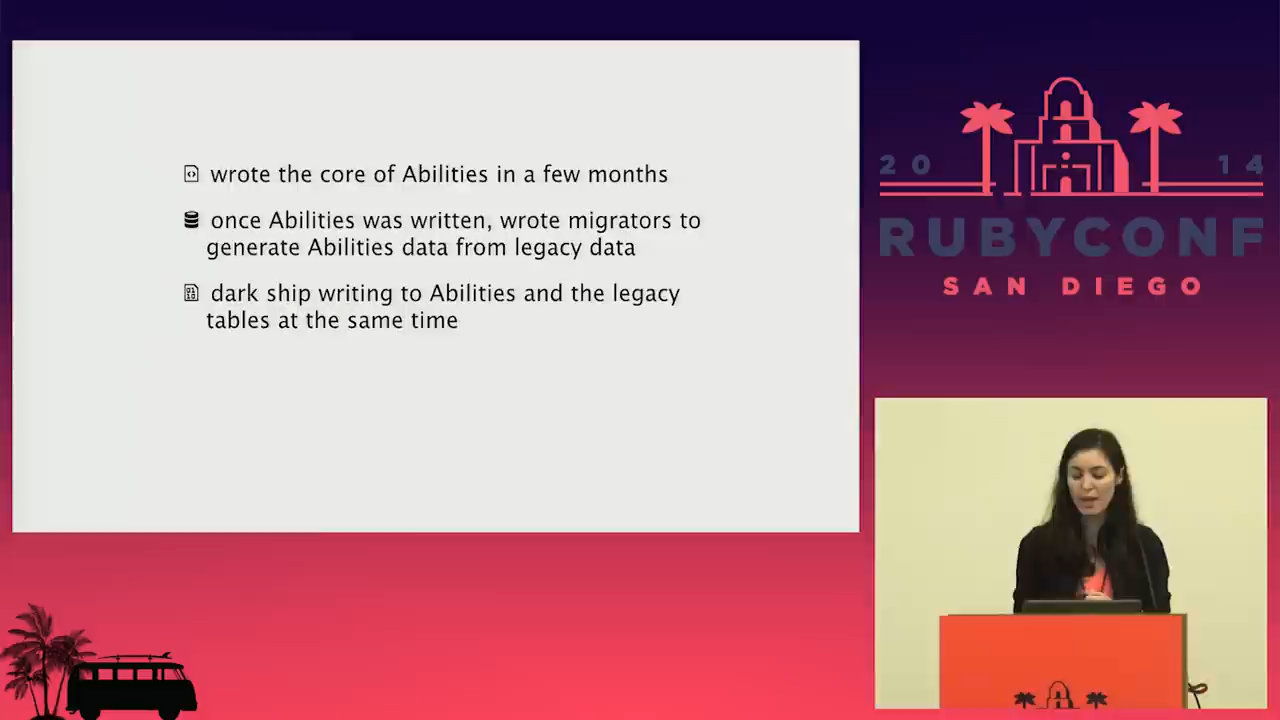 wrote the core of Abilities in a few months
once Abilities was written, wrote migrators to
generate Abilities data from legacy data
dark ship writing to Abilities and the legacy
tables at the same time
20 14
RUBYCONF
SAN DIEGO